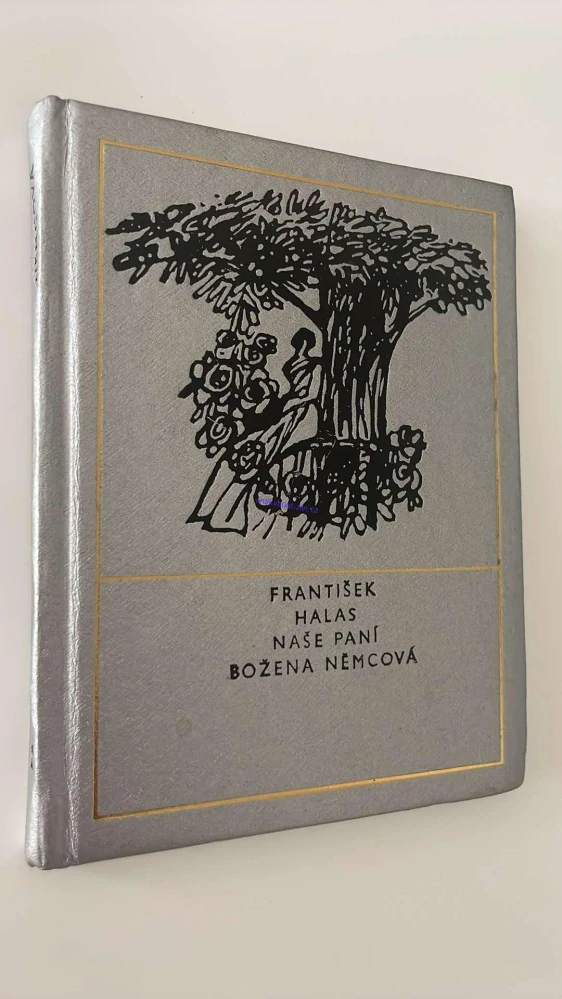 FRANTIŠEK
HALAS
NAŠE PANÍ
BOŽENA NĚMCOVÁ